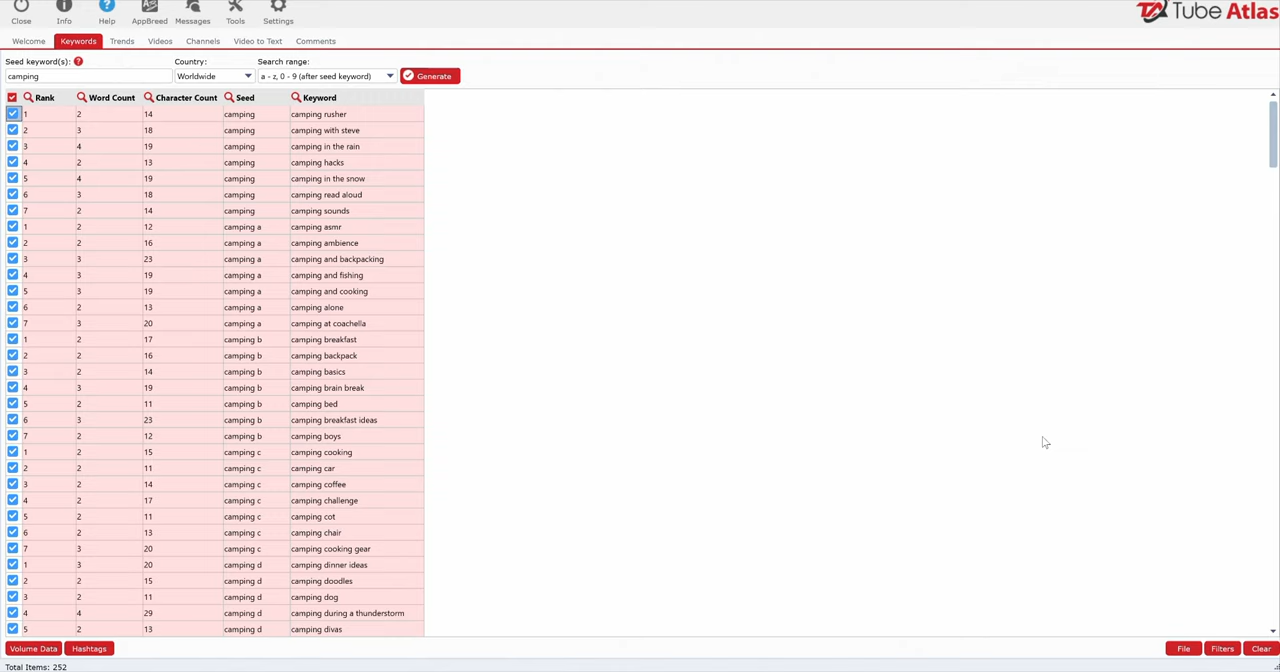 Close Info Help AppBreed Messages Tools Settings
Tube Atlas
Welcome Keywords Trends Videos Channels Video to Text Comments
Seed keyword(s): ? Country: Search range:
camping Worldwide a - z, 0 - 9 (after seed keyword) Generate
Rank Word Count Character Count Seed Keyword
1 2 14 camping camping rusher
2 3 18 camping camping with steve
3 4 19 camping camping in the rain
4 2 13 camping camping hacks
5 4 19 camping camping in the snow
6 3 18 camping camping read aloud
7 2 14 camping camping sounds
1 2 12 camping a camping asmr
2 2 16 camping a camping ambience
3 3 23 camping a camping and backpacking
4 3 19 camping a camping and fishing
5 3 19 camping a camping and cooking
6 2 13 camping a camping alone
7 3 20 camping a camping at coachella
1 2 17 camping b camping breakfast
2 2 16 camping b camping backpack
3 2 14 camping b camping basics
4 3 19 camping b camping brain break
5 2 11 camping b camping bed
6 3 23 camping b camping breakfast ideas
7 2 12 camping b camping boys
1 2 15 camping c camping cooking
2 2 11 camping c camping car
3 2 14 camping c camping coffee
4 2 17 camping c camping challenge
5 2 11 camping c camping cot
6 2 13 camping c camping chair
7 3 20 camping c camping cooking gear
1 3 20 camping d camping dinner ideas
2 2 15 camping d camping doodles
3 2 11 camping d camping dog
4 4 29 camping d camping during a thunderstorm
5 2 13 camping d camping divas
Volume Data Hashtags File Filters Clear
Total Items: 252